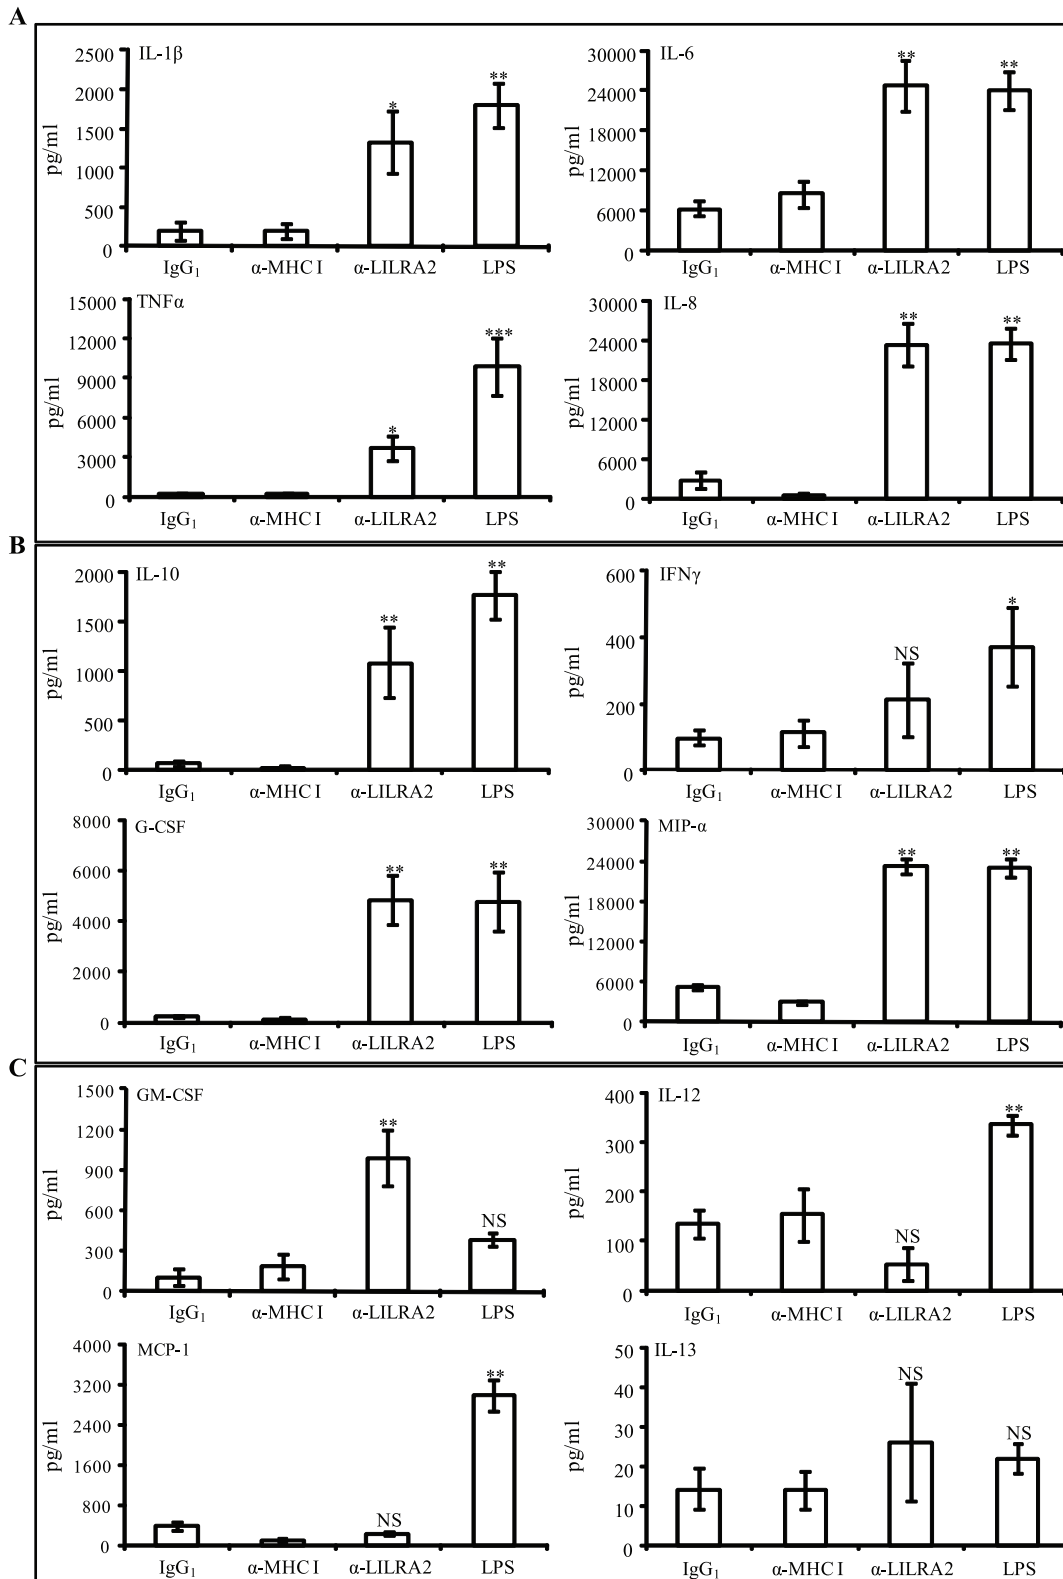 A
IL-1β
2500
2000
1500
1000
500
0
pg/ml
*
**
IgG₁ α-MHC I α-LILRA2 LPS
IL-6
30000
24000
18000
12000
6000
0
pg/ml
**
**
IgG₁ α-MHC I α-LILRA2 LPS
TNFα
15000
12000
9000
6000
3000
0
pg/ml
*
***
IgG₁ α-MHC I α-LILRA2 LPS
IL-8
30000
24000
18000
12000
6000
0
pg/ml
**
**
IgG₁ α-MHC I α-LILRA2 LPS
B
IL-10
2000
1500
1000
500
0
pg/ml
**
**
IgG₁ α-MHC I α-LILRA2 LPS
IFNγ
600
400
200
0
pg/ml
NS
*
IgG₁ α-MHC I α-LILRA2 LPS
G-CSF
8000
6000
4000
2000
0
pg/ml
**
**
IgG₁ α-MHC I α-LILRA2 LPS
MIP-α
30000
24000
18000
12000
6000
0
pg/ml
**
**
IgG₁ α-MHC I α-LILRA2 LPS
C
GM-CSF
1500
1200
900
600
300
0
pg/ml
**
NS
IgG₁ α-MHC I α-LILRA2 LPS
IL-12
400
300
200
100
0
pg/ml
NS
**
IgG₁ α-MHC I α-LILRA2 LPS
MCP-1
4000
3200
2400
1600
800
0
pg/ml
NS
**
IgG₁ α-MHC I α-LILRA2 LPS
IL-13
50
40
30
20
10
0
pg/ml
NS
NS
IgG₁ α-MHC I α-LILRA2 LPS